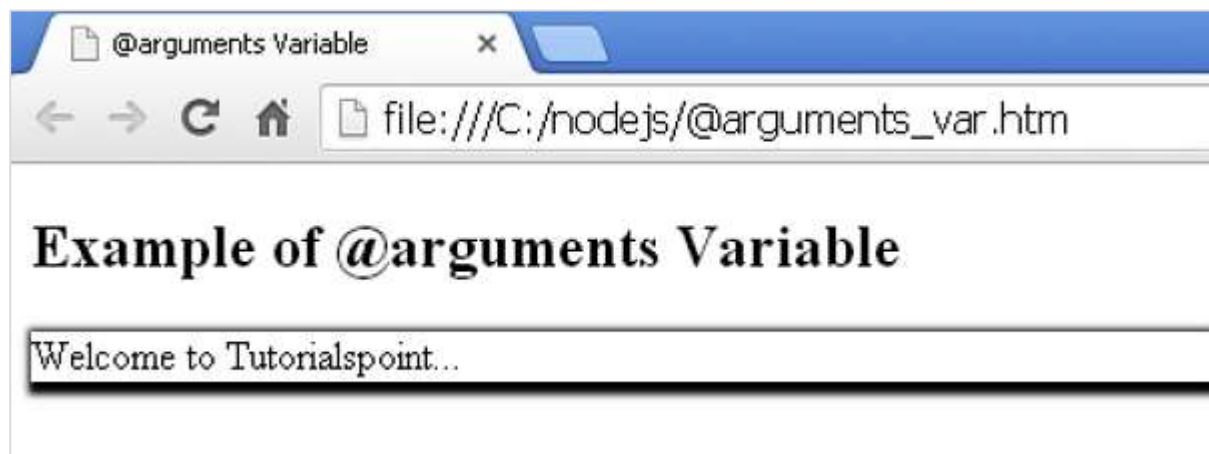 @arguments Variable
file:///C:/nodejs/@arguments_var.htm
Example of @arguments Variable
Welcome to Tutorialspoint...